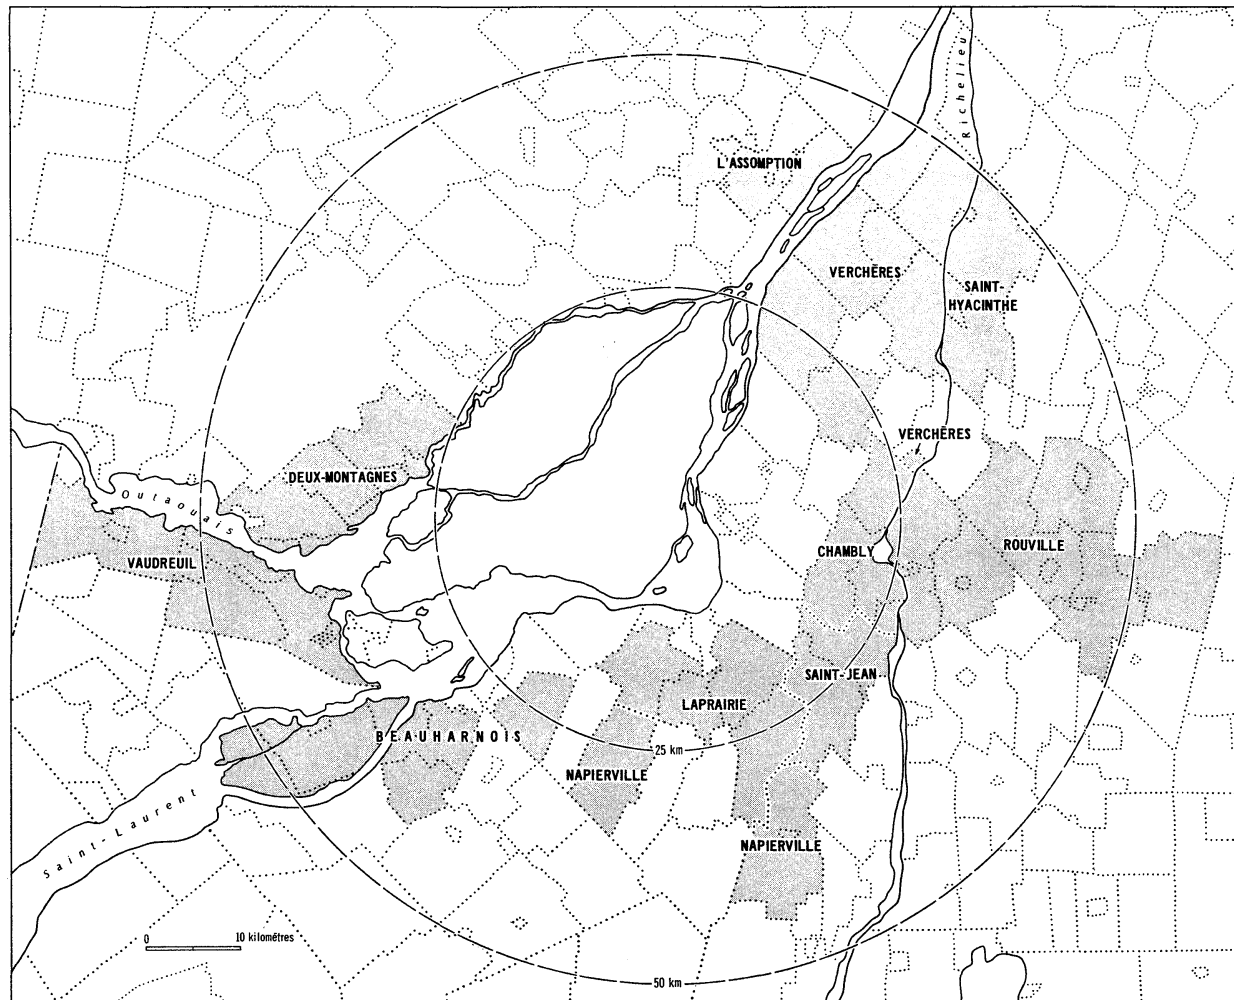 Richelieu
L'ASSOMPTION
VERCHÈRES
SAINT-
HYACINTHE
VERCHÈRES
DEUX-MONTAGNES
Outaouais
CHAMBLY
ROUVILLE
VAUDREUIL
SAINT-JEAN
LAPRAIRIE
BEAUHARNOIS
25 km
NAPIERVILLE
Saint-Laurent
NAPIERVILLE
0 10 kilométres
50 km